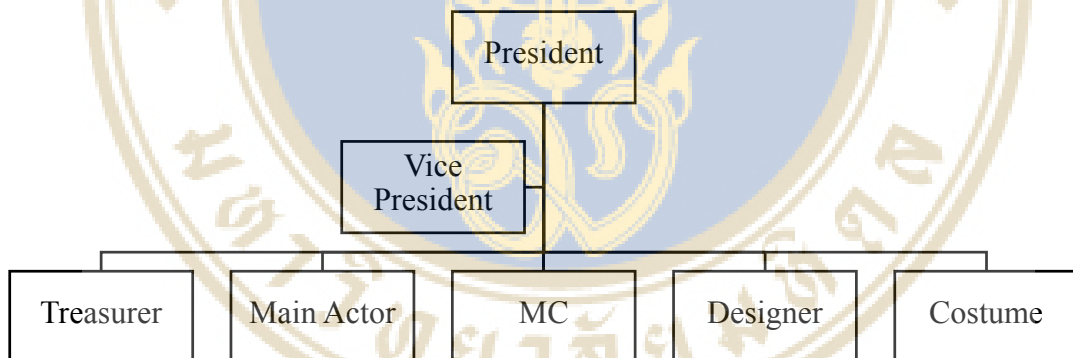 President
Vice
President
Treasurer
Main Actor
MC
Designer
Costume